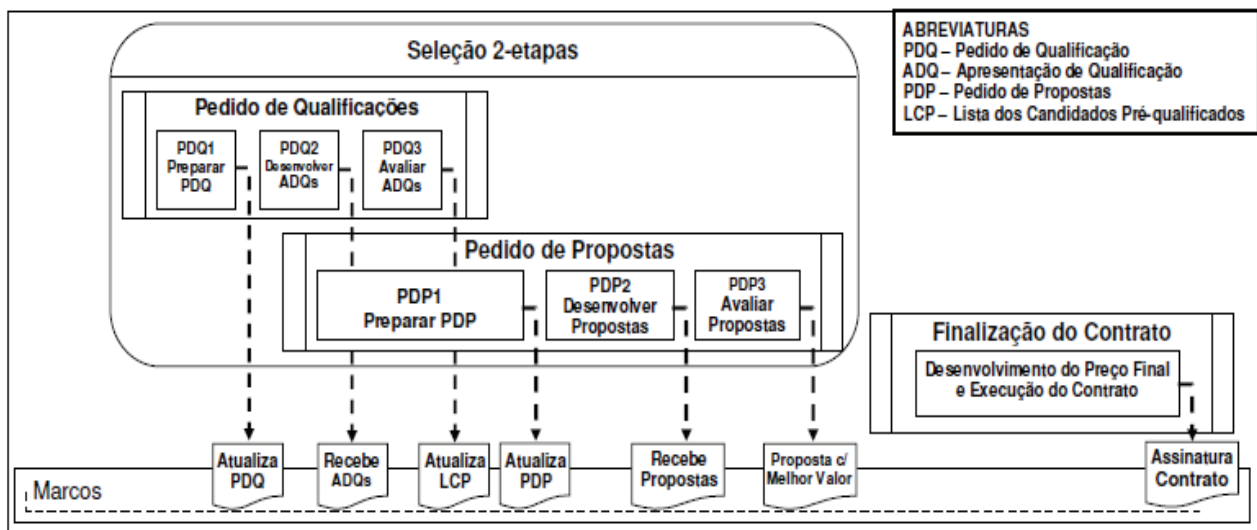 Seleção 2-etapas
ABREVIATURAS
PDQ – Pedido de Qualificação
ADQ – Apresentação de Qualificação
PDP – Pedido de Propostas
LCP – Lista dos Candidados Pré-qualificados
Pedido de Qualificações
PDQ1
Preparar
PDQ
PDQ2
Desenvolver
ADQs
PDQ3
Avaliar
ADQs
Pedido de Propostas
PDP1
Preparar PDP
PDP2
Desenvolver
Propostas
PDP3
Avaliar
Propostas
Finalização do Contrato
Desenvolvimento do Preço Final
e Execução do Contrato
Marcos
Atualiza
PDQ
Recebe
ADQs
Atualiza
LCP
Atualiza
PDP
Recebe
Propostas
Proposta c/
Melhor Valor
Assinatura
Contrato